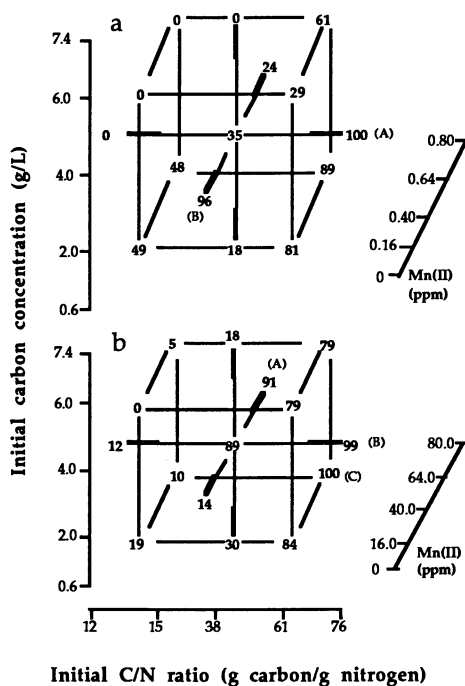 a
7.4
6.0
4.0
2.0
0.6
0 0 61
24
0 29
0 35 100 (A)
48 89
96
(B)
49 18 81
0.80
0.64
0.40
0.16
0
Mn(II)
(ppm)
Initial carbon concentration (g/L)
b
7.4
6.0
4.0
2.0
0.6
5 18 79
(A)
91
0 79
12 89 99 (B)
10 100 (C)
14
19 30 84
80.0
64.0
40.0
16.0
0
Mn(II)
(ppm)
12 15 38 61 76
Initial C/N ratio (g carbon/g nitrogen)